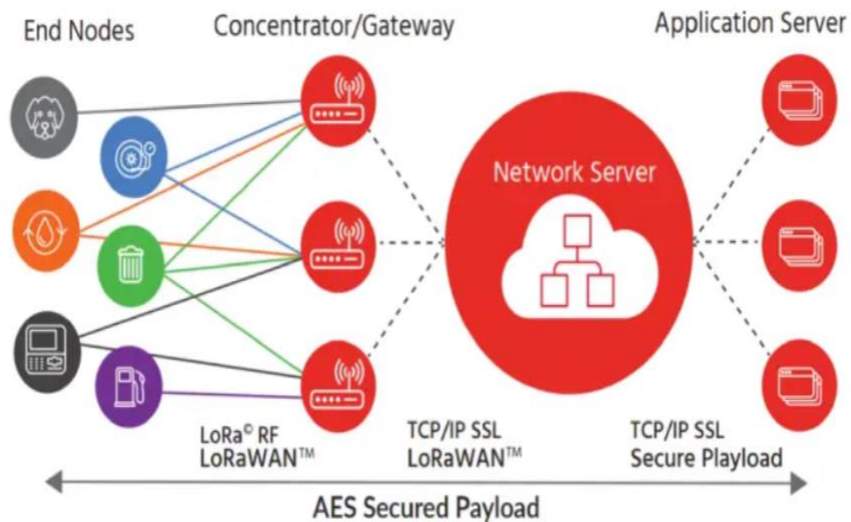 End Nodes
Concentrator/Gateway
Application Server
Network Server
LoRa© RF
LoRaWAN™
TCP/IP SSL
LoRaWAN™
TCP/IP SSL
Secure Playload
AES Secured Payload